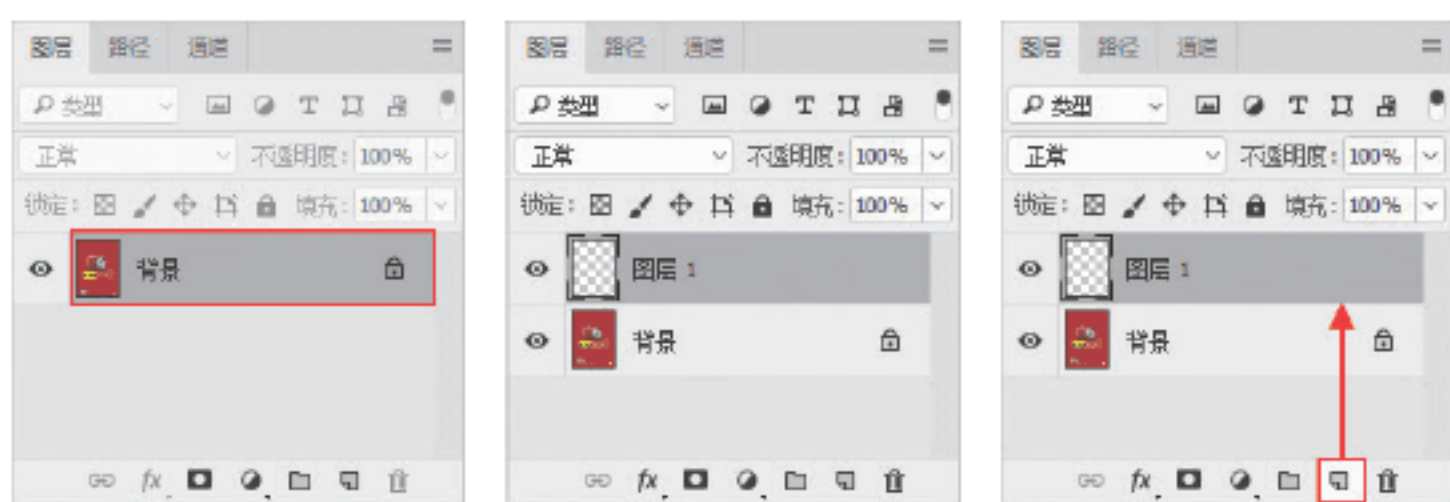 图层 路径 通道
类型
正常 不透明度: 100%
锁定: 填充: 100%
背景
fx
图层 路径 通道
类型
正常 不透明度: 100%
锁定: 填充: 100%
图层 1
背景
fx
图层 路径 通道
类型
正常 不透明度: 100%
锁定: 填充: 100%
图层 1
背景
fx